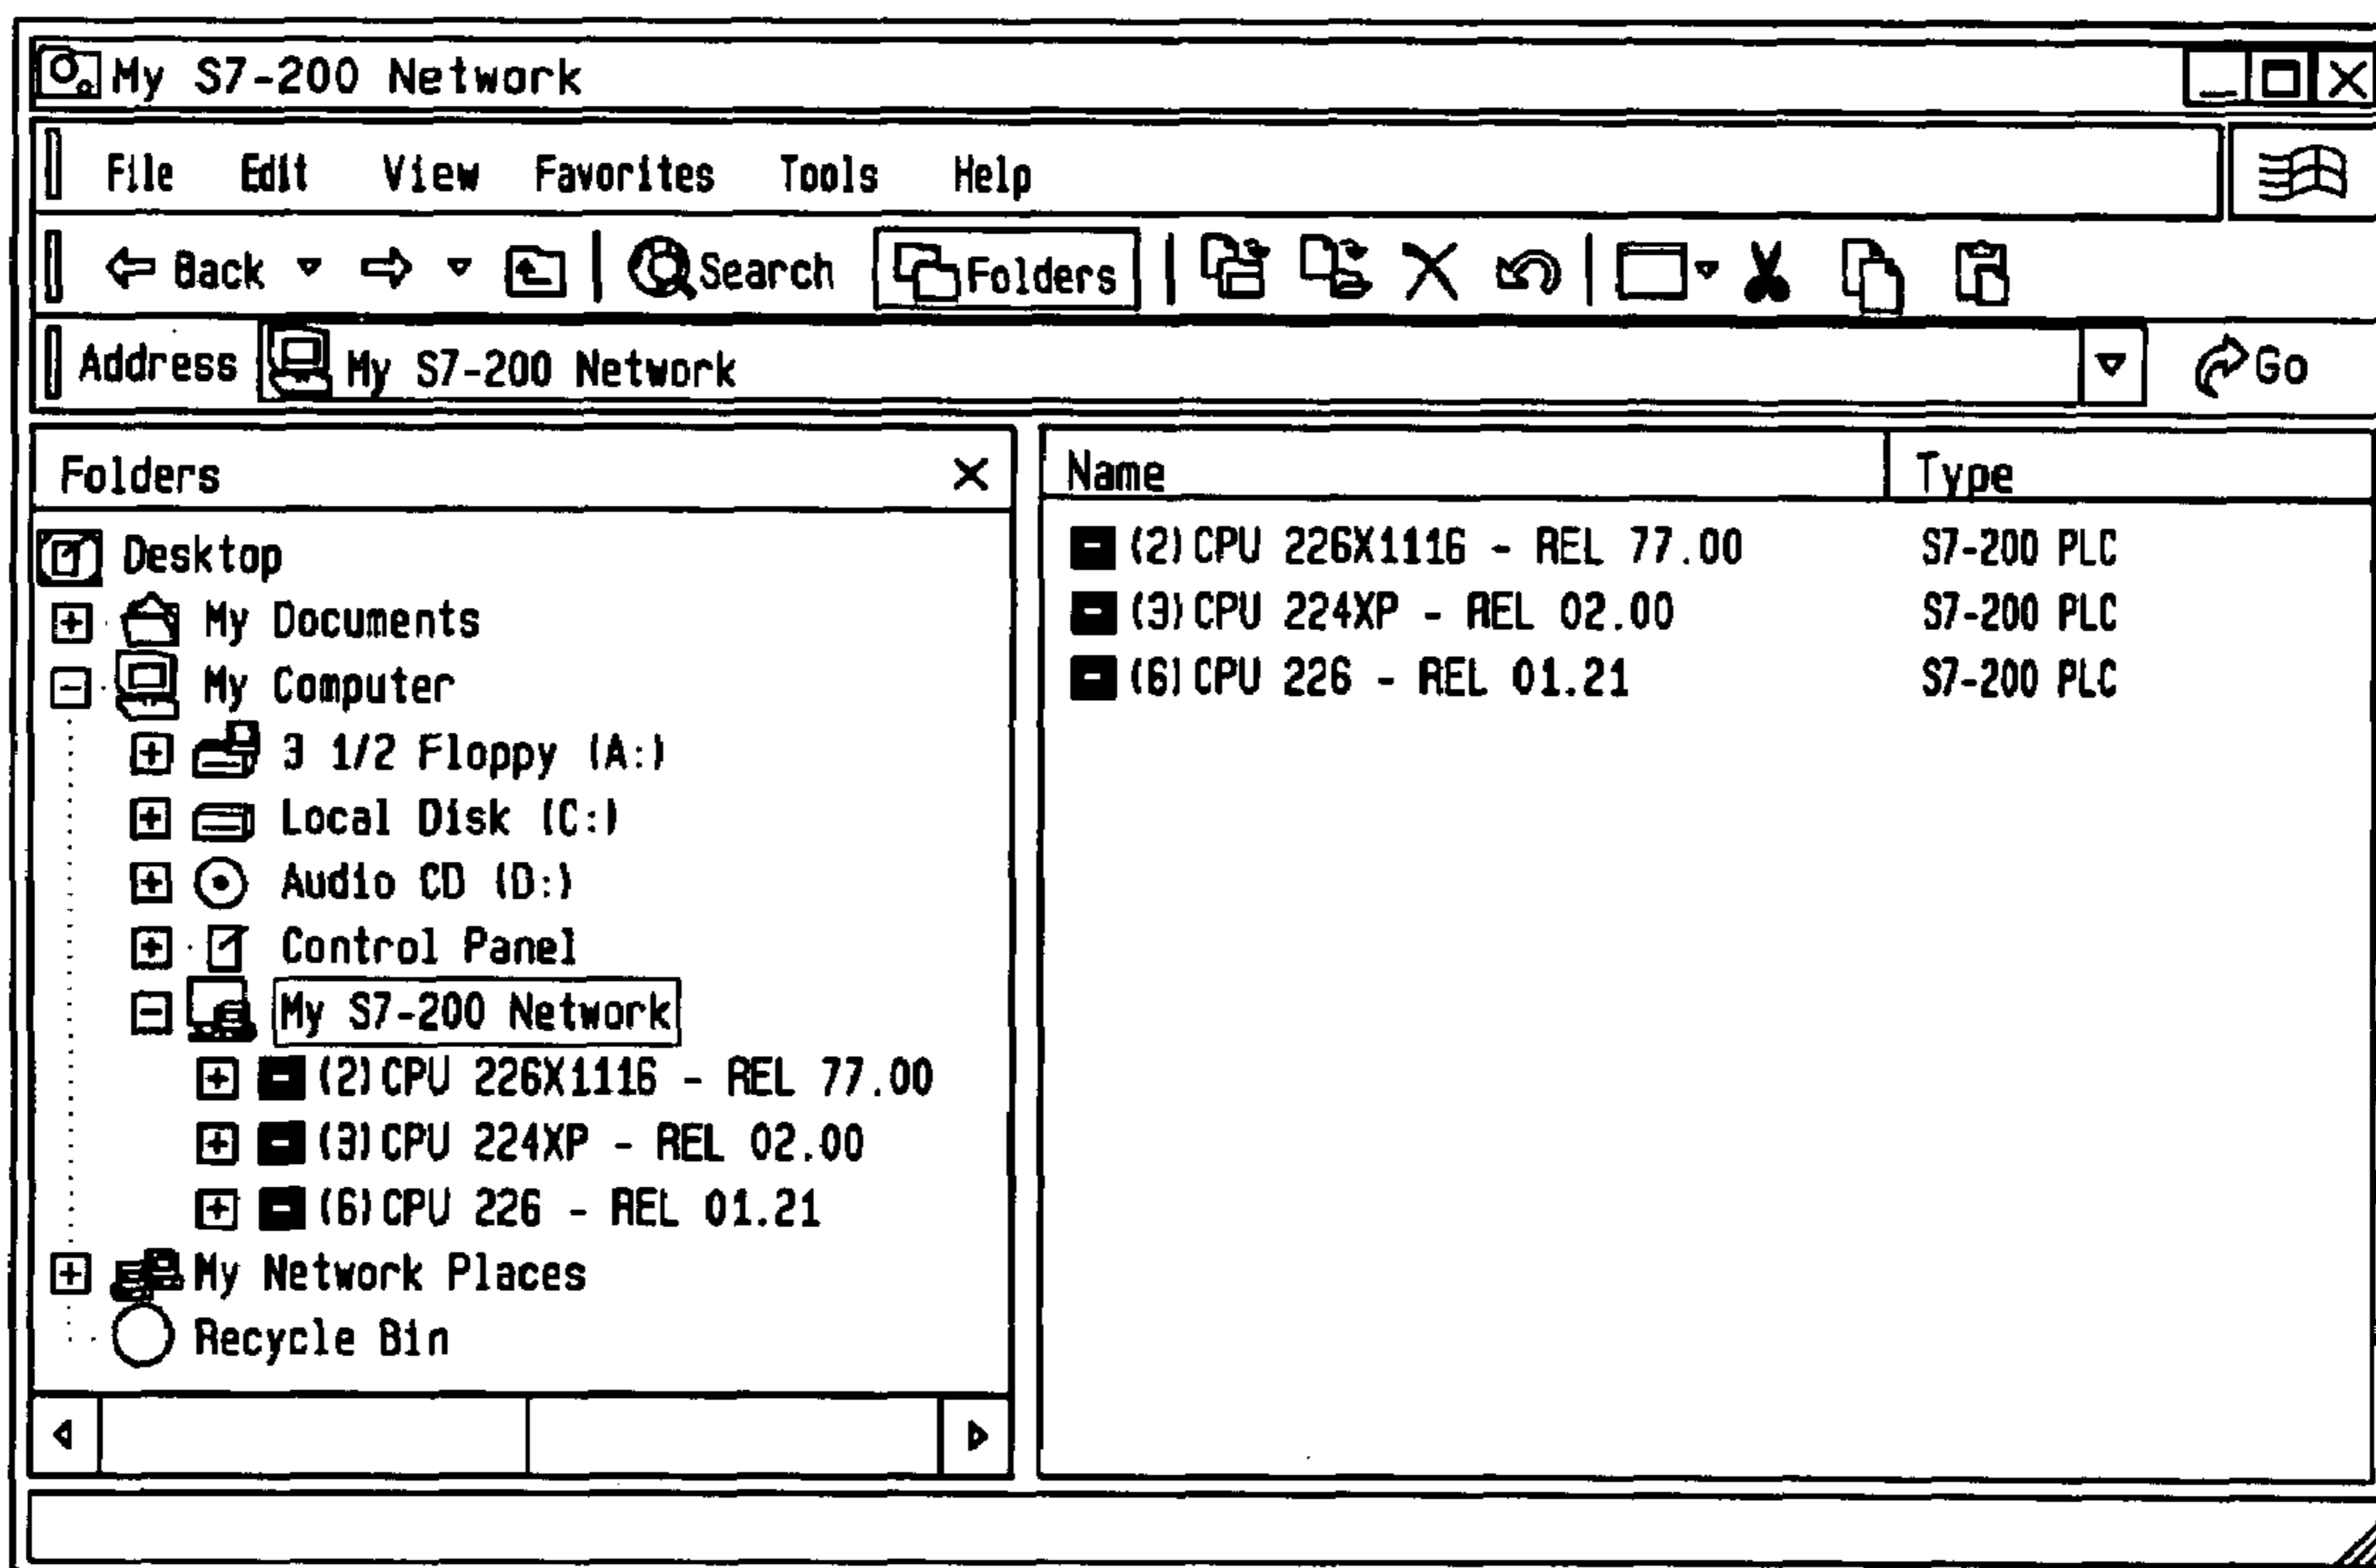 My S7-200 Network
File Edit View Favorites Tools Help
Back Search Folders
Address My S7-200 Network Go
Folders
Desktop
My Documents
My Computer
3 1/2 Floppy (A:)
Local Disk (C:)
Audio CD (D:)
Control Panel
My S7-200 Network
(2) CPU 226X1116 - REL 77.00
(3) CPU 224XP - REL 02.00
(6) CPU 226 - REL 01.21
My Network Places
Recycle Bin
Name Type
(2) CPU 226X1116 - REL 77.00 S7-200 PLC
(3) CPU 224XP - REL 02.00 S7-200 PLC
(6) CPU 226 - REL 01.21 S7-200 PLC